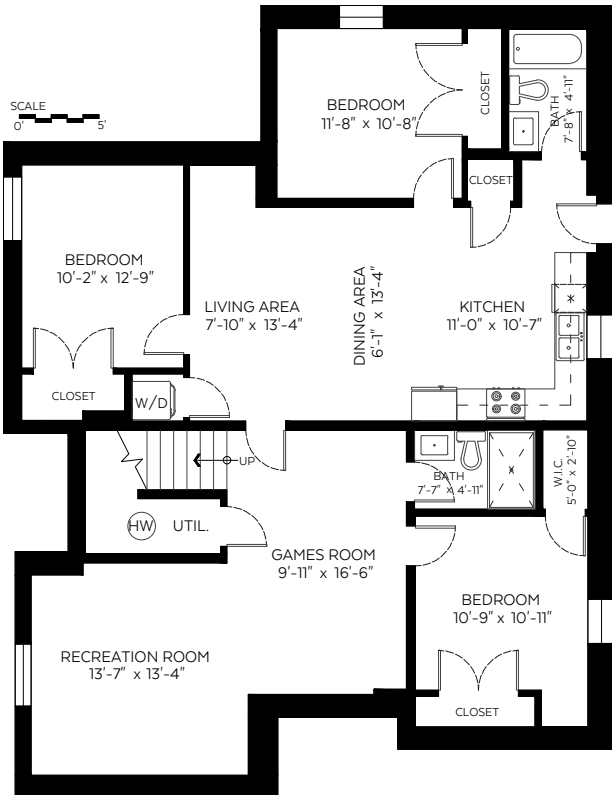 SCALE
0' 5'
BEDROOM
11'-8" x 10'-8"
CLOSET
BATH
7'-8" x 4'-11"
CLOSET
BEDROOM
10'-2" x 12'-9"
LIVING AREA
7'-10" x 13'-4"
DINING AREA
6'-1" x 13'-4"
KITCHEN
11'-0" x 10'-7"
CLOSET
W/D
UP
BATH
7'-7" x 4'-11"
W.I.C.
5'-0" x 2'-10"
HW UTIL.
GAMES ROOM
9'-11" x 16'-6"
BEDROOM
10'-9" x 10'-11"
RECREATION ROOM
13'-7" x 13'-4"
CLOSET